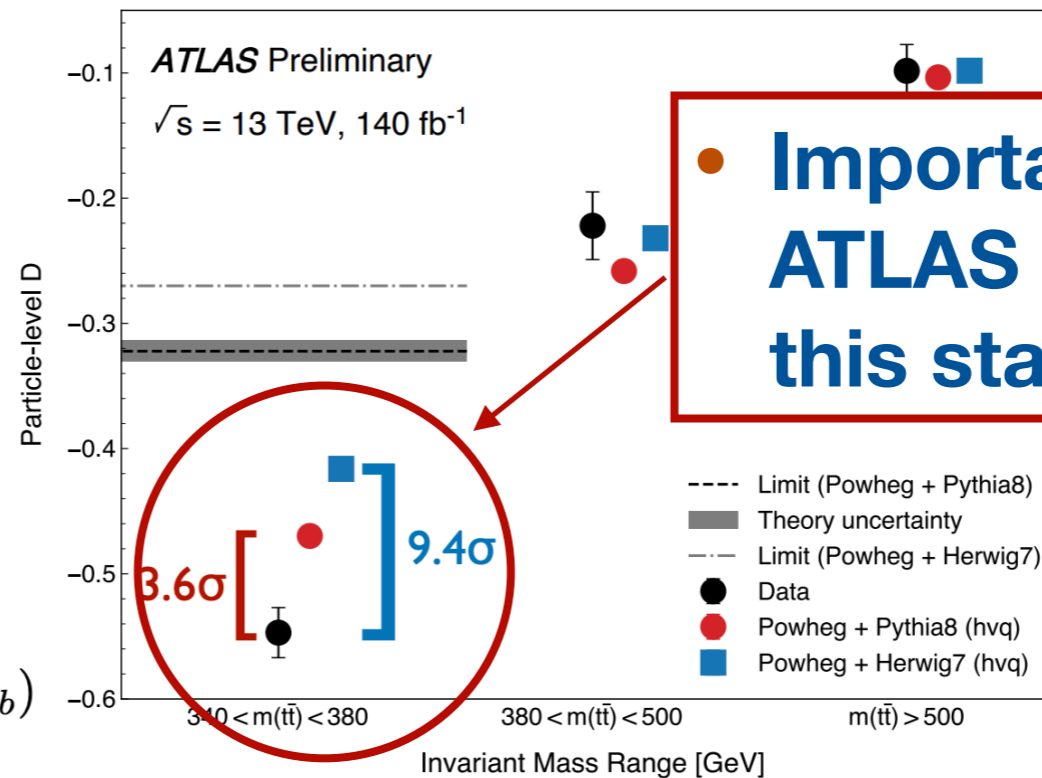 ATLAS Preliminary
√s = 13 TeV, 140 fb⁻¹
−0.1
−0.2
−0.3
−0.4
−0.5
−0.6
Particle-level D
ATLAS
3.6σ
9.4σ
Limit (Powheg + Pythia8)
Theory uncertainty
Limit (Powheg + Herwig7)
Data
Powheg + Pythia8 (hvq)
Powheg + Herwig7 (hvq)
b)
340 < m(tt̄) < 380
380 < m(tt̄) < 500
m(tt̄) > 500
Invariant Mass Range [GeV]
this